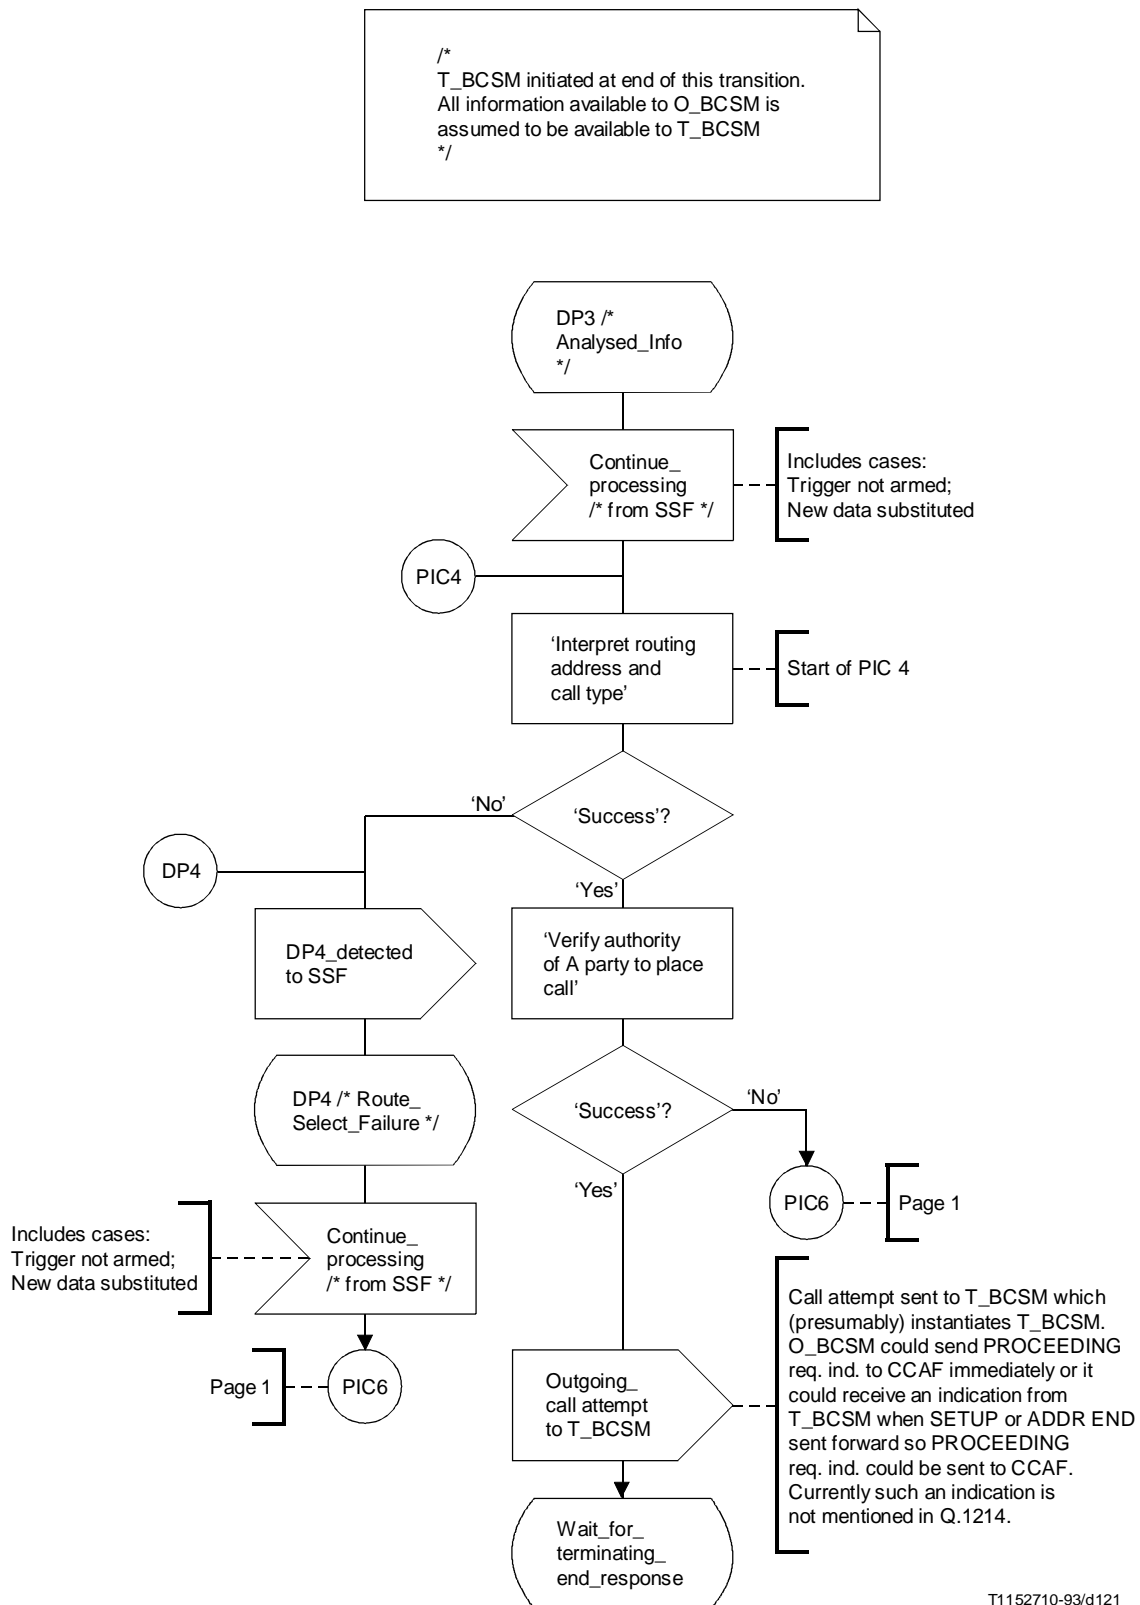 /*
T_BCSM initiated at end of this transition.
All information available to O_BCSM is
assumed to be available to T_BCSM
*/
DP3 /*
Analysed_Info
*/
Continue_
processing
/* from SSF */
Includes cases:
Trigger not armed;
New data substituted
PIC4
‘Interpret routing
address and
call type’
Start of PIC 4
‘No’
‘Success’?
DP4
‘Yes’
DP4_detected
to SSF
‘Verify authority
of A party to place
call’
DP4 /* Route_
Select_Failure */
‘Success’?
‘No’
‘Yes’
PIC6
Page 1
Includes cases:
Trigger not armed;
New data substituted
Continue_
processing
/* from SSF */
Page 1
PIC6
Outgoing_
call attempt
to T_BCSM
Call attempt sent to T_BCSM which
(presumably) instantiates T_BCSM.
O_BCSM could send PROCEEDING
req. ind. to CCAF immediately or it
could receive an indication from
T_BCSM when SETUP or ADDR END
sent forward so PROCEEDING
req. ind. could be sent to CCAF.
Currently such an indication is
not mentioned in Q.1214.
Wait_for_
terminating_
end_response
T1152710-93/d121